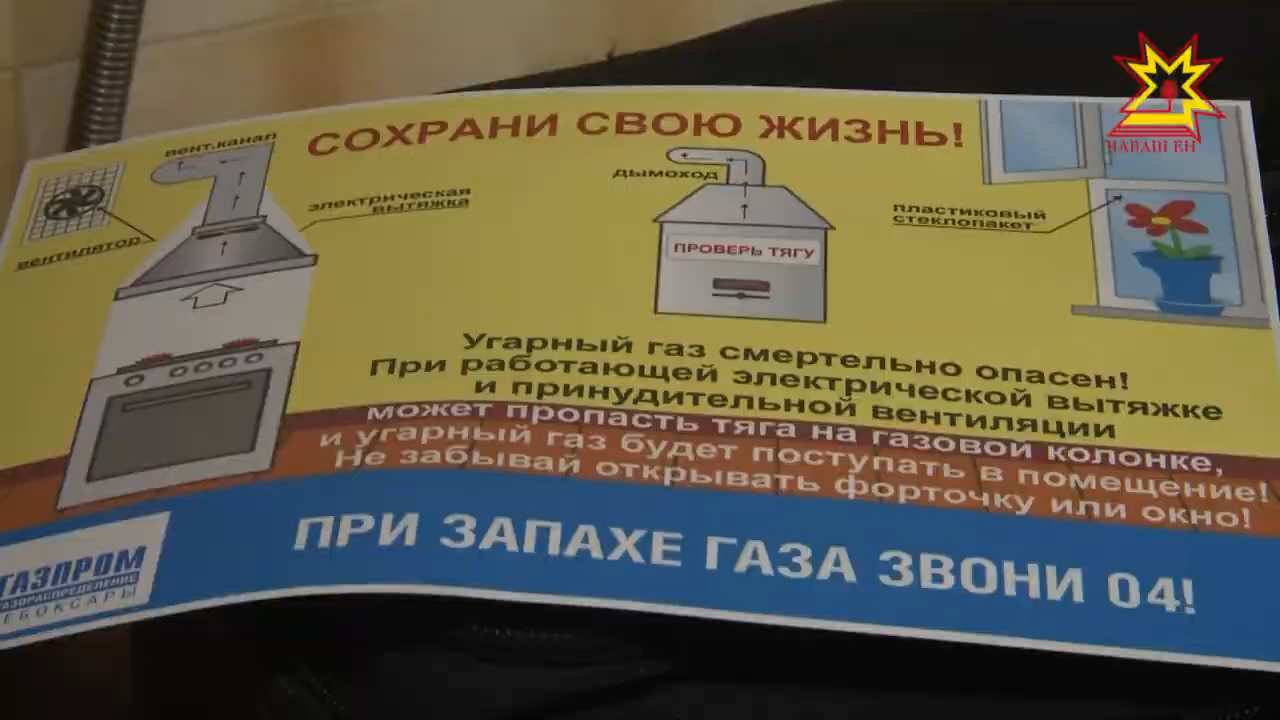 ЧӐВАШ ЕН
СОХРАНИ СВОЮ ЖИЗНЬ!
вент.канал
электрическая
вытяжка
вентилятор
дымоход
ПРОВЕРЬ ТЯГУ
пластиковый
стеклопакет
Угарный газ смертельно опасен!
При работающей электрической вытяжке
и принудительной вентиляции
может пропасть тяга на газовой колонке,
и угарный газ будет поступать в помещение!
Не забывай открывать форточку или окно!
ПРИ ЗАПАХЕ ГАЗА ЗВОНИ 04!
ГАЗПРОМ
ГАЗОРАСПРЕДЕЛЕНИЕ
ЧЕБОКСАРЫ